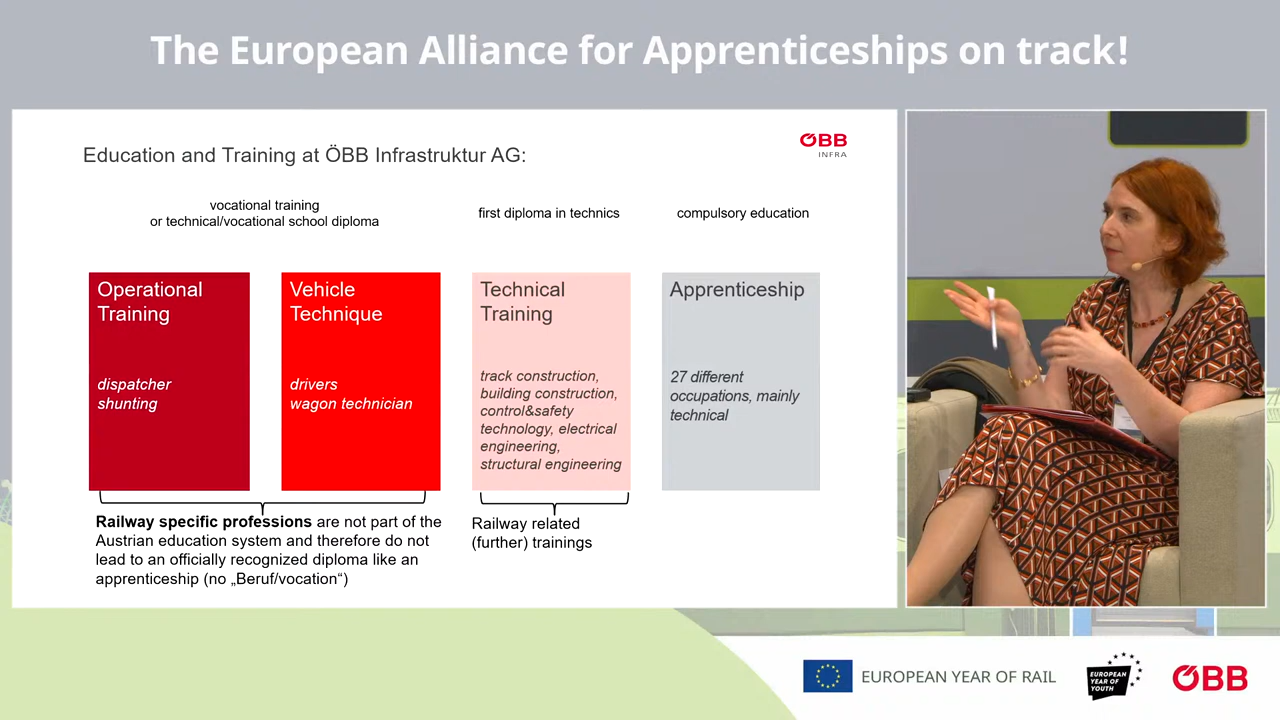 The European Alliance for Apprenticeships on track!
Education and Training at ÖBB Infrastruktur AG:
ÖBB
INFRA
vocational training
or technical/vocational school diploma
first diploma in technics
compulsory education
Operational
Training
dispatcher
shunting
Vehicle
Technique
drivers
wagon technician
Technical
Training
track construction,
building construction,
control&safety
technology, electrical
engineering,
structural engineering
Apprenticeship
27 different
occupations, mainly
technical
Railway specific professions are not part of the
Austrian education system and therefore do not
lead to an officially recognized diploma like an
apprenticeship (no „Beruf/vocation“)
Railway related
(further) trainings
EUROPEAN YEAR OF RAIL
EUROPEAN
YEAR OF
YOUTH
ÖBB